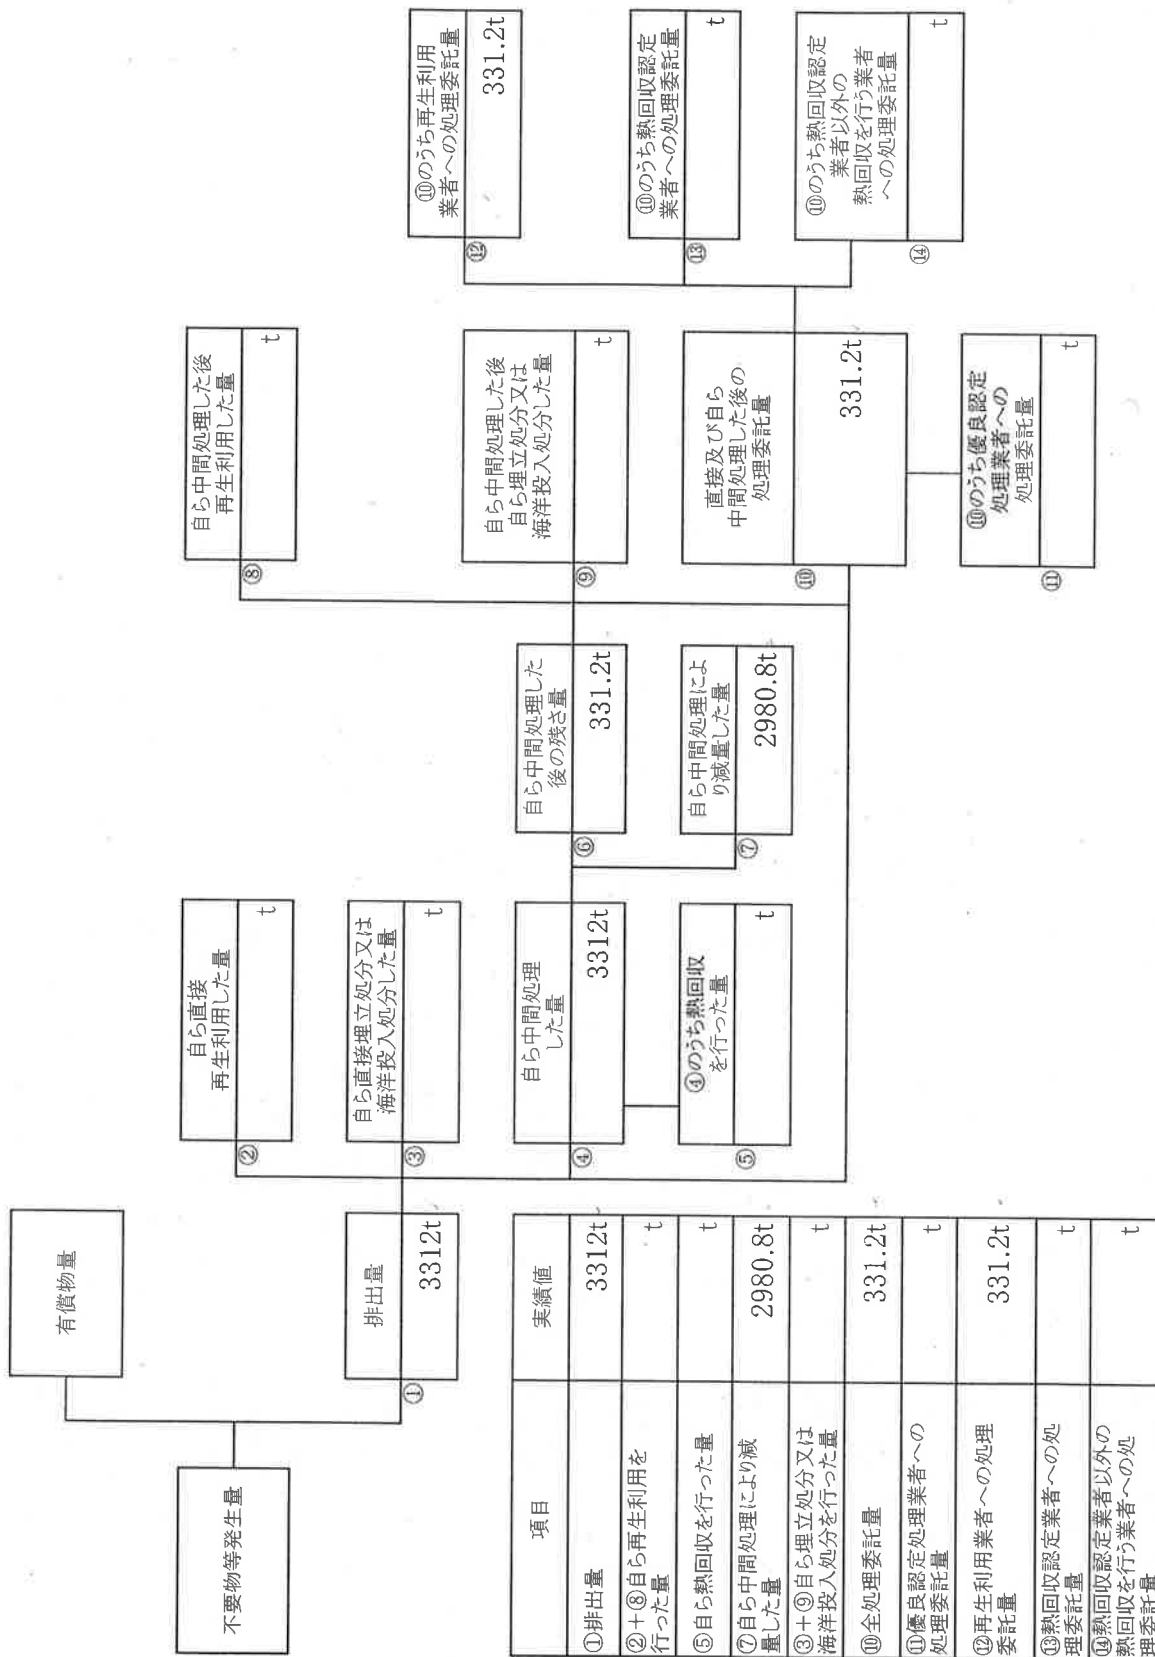 不要物等発生量
有償物量
排出量
①
3312t
自ら直接
再生利用した量
②
t
自ら直接埋立処分又は
海洋投入処分した量
③
t
自ら中間処理
した量
④
3312t
④のうち熱回収
を行った量
⑤
t
自ら中間処理した
後の残さ量
⑥
331.2t
自ら中間処理によ
り減量した量
⑦
2980.8t
自ら中間処理した後
再生利用した量
⑧
t
自ら中間処理した後
自ら埋立処分又は
海洋投入処分した量
⑨
t
直接及び自ら
中間処理した後の
処理委託量
⑩
331.2t
⑩のうち優良認定
処理業者への
処理委託量
⑪
t
⑩のうち再生利用
業者への処理委託量
⑫
331.2t
⑩のうち熱回収認定
業者への処理委託量
⑬
t
⑩のうち熱回収認定
業者以外の
熱回収を行う業者
への処理委託量
⑭
t
項目 実績値
①排出量 3312t
②+⑧自ら再生利用を
行った量 t
⑤自ら熱回収を行った量 t
⑦自ら中間処理により減
量した量 2980.8t
③+⑨自ら埋立処分又は
海洋投入処分を行った量 t
⑩全処理委託量 331.2t
⑪優良認定処理業者への
処理委託量 t
⑫再生利用業者への処理
委託量 331.2t
⑬熱回収認定業者への処
理委託量 t
⑭熱回収認定業者以外の
熱回収を行う業者への処
理委託量 t